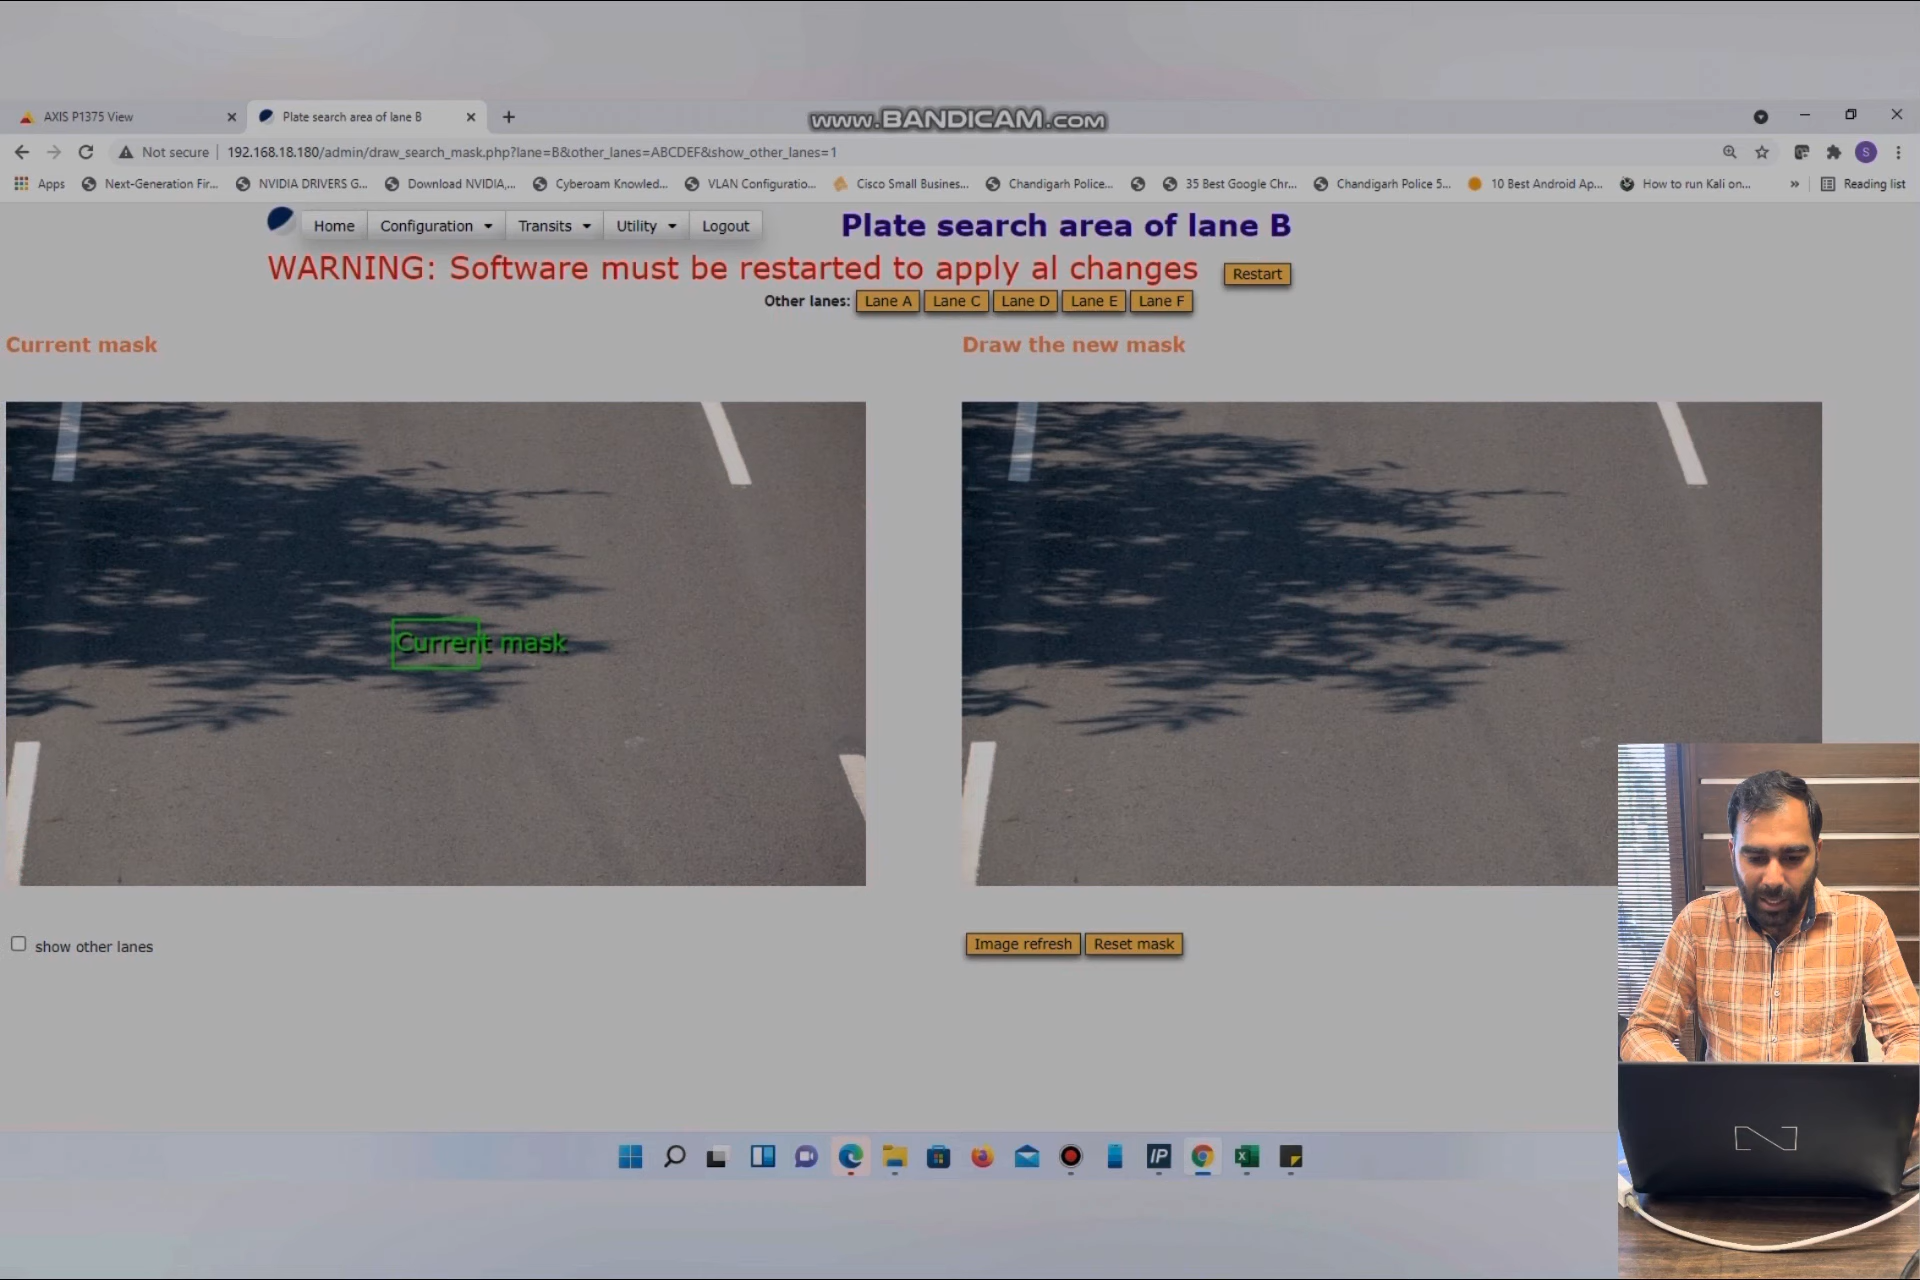 AXIS P1375 View
Plate search area of lane B
www.BANDICAM.com
Not secure
192.168.18.180/admin/draw_search_mask.php?lane=B&other_lanes=ABCDEF&show_other_lanes=1
S
Apps
Next-Generation Fir...
NVIDIA DRIVERS G...
Download NVIDIA,...
Cyberoam Knowled...
VLAN Configuratio...
Cisco Small Busines...
Chandigarh Police...
35 Best Google Chr...
Chandigarh Police 5...
10 Best Android Ap...
How to run Kali on...
»
Reading list
Home
Configuration
Transits
Utility
Logout
Plate search area of lane B
WARNING: Software must be restarted to apply al changes
Restart
Other lanes: Lane A Lane C Lane D Lane E Lane F
Current mask
Draw the new mask
Current mask
show other lanes
Image refresh
Reset mask
IP